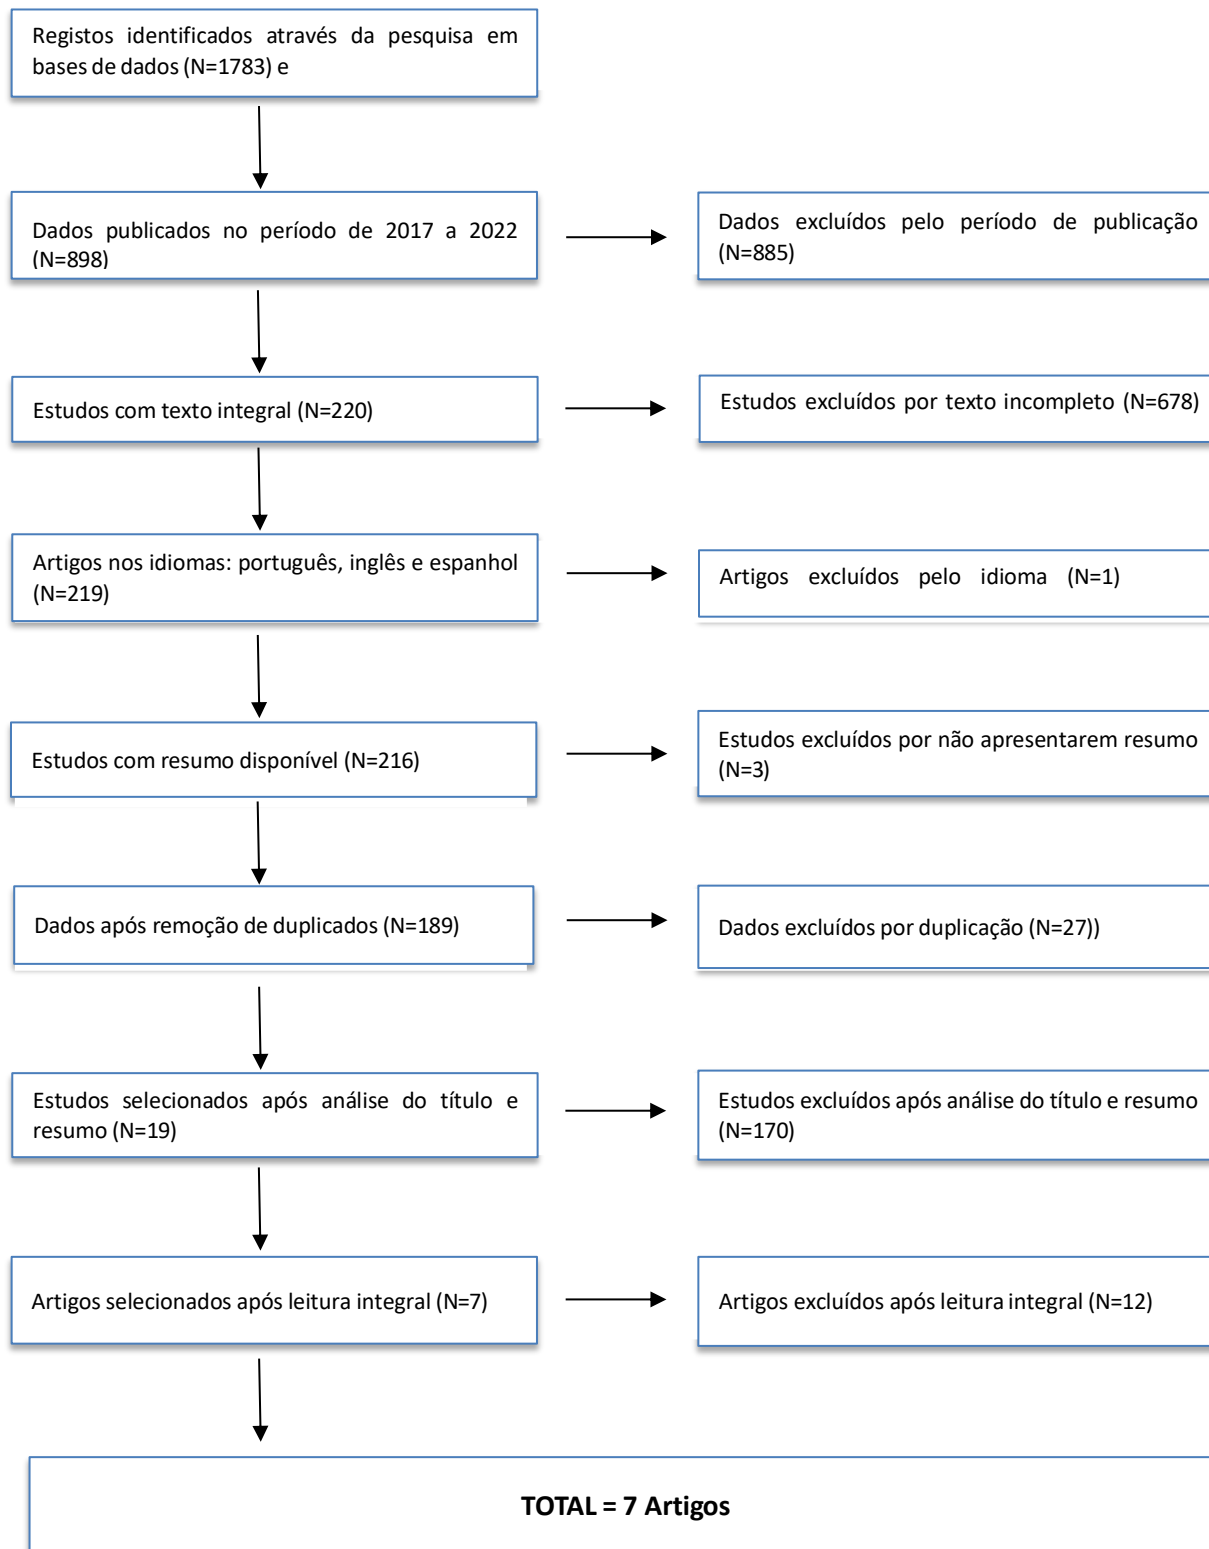 Registos identificados através da pesquisa em
bases de dados (N=1783) e
Dados publicados no período de 2017 a 2022
(N=898)
Dados excluídos pelo período de publicação
(N=885)
Estudos com texto integral (N=220)
Estudos excluídos por texto incompleto (N=678)
Artigos nos idiomas: português, inglês e espanhol
(N=219)
Artigos excluídos pelo idioma (N=1)
Estudos com resumo disponível (N=216)
Estudos excluídos por não apresentarem resumo
(N=3)
Dados após remoção de duplicados (N=189)
Dados excluídos por duplicação (N=27))
Estudos selecionados após análise do título e
resumo (N=19)
Estudos excluídos após análise do título e resumo
(N=170)
Artigos selecionados após leitura integral (N=7)
Artigos excluídos após leitura integral (N=12)
TOTAL = 7 Artigos